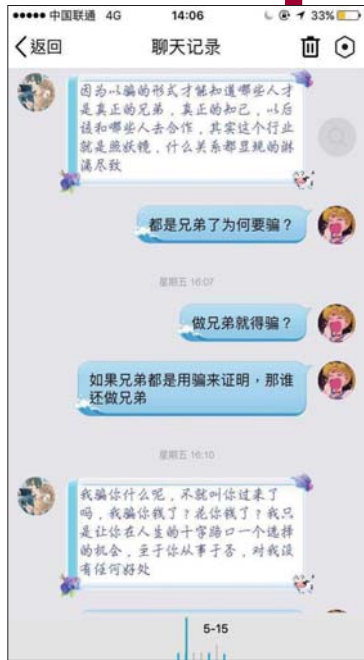 中国联通 4G 14:06 33%
返回 聊天记录
因为以骗的形式才能知道哪些人才
是真正的兄弟，真正的知己，以后
该和哪些人去合作，其实这个行业
就是照妖镜，什么关系都显现的淋
漓尽致
都是兄弟了为何要骗？
星期五 16:07
做兄弟就得骗？
如果兄弟都是用骗来证明，那谁
还做兄弟
星期五 16:10
我骗你什么呢，不就叫你过来了
吗，我骗你钱了？花你钱了？我只
是让你在人生的十字路口一个选择
的机会，至于你从事于否，对我没
有任何好处
5-15